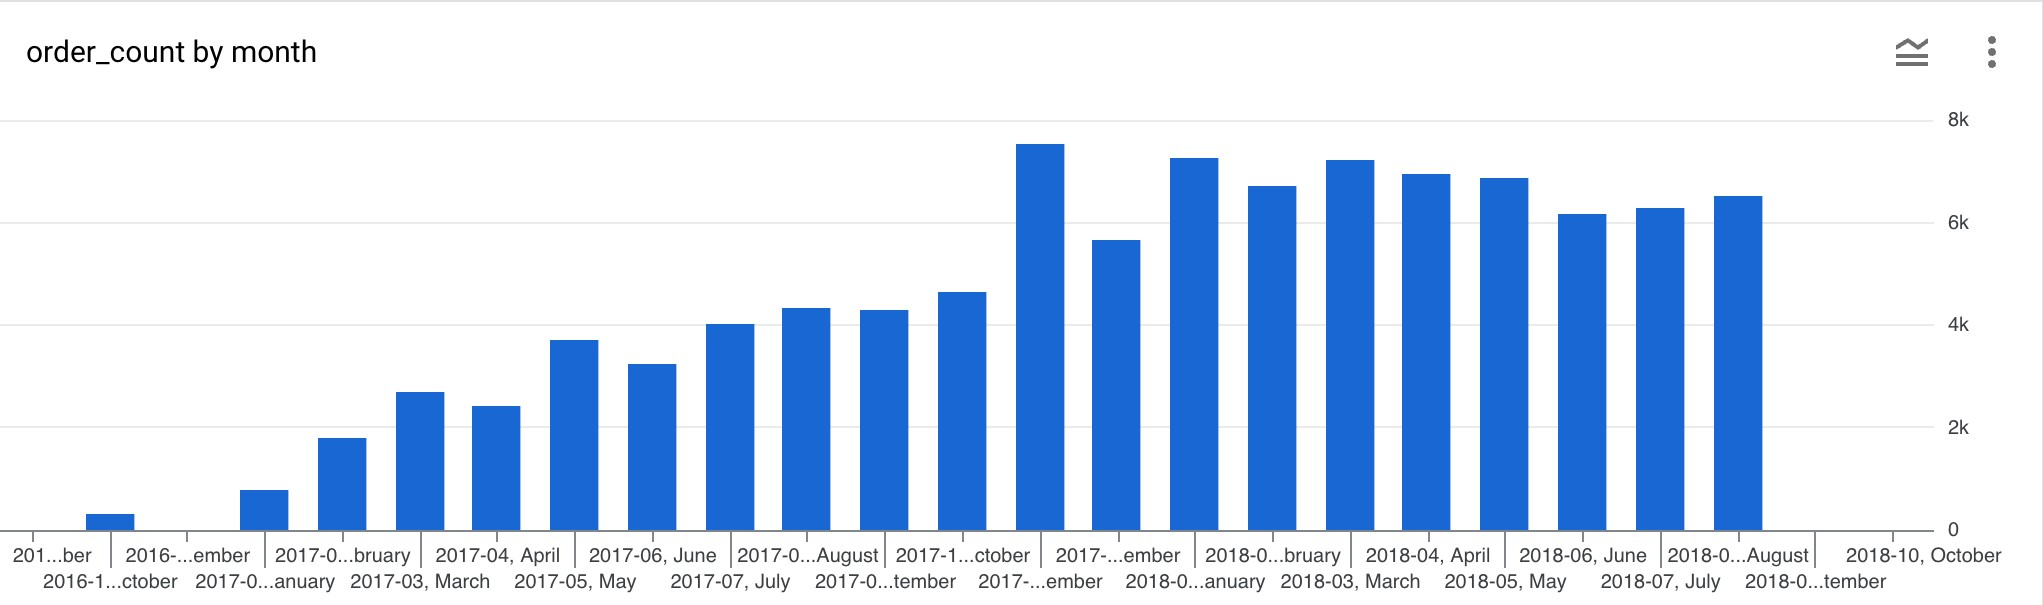 order_count by month
8k
6k
4k
2k
0
201...ber 2016-...ember 2017-0...bruary 2017-04, April 2017-06, June 2017-0...August 2017-1...ctober 2017-...ember 2018-0...bruary 2018-04, April 2018-06, June 2018-0...August 2018-10, October
2016-1...ctober 2017-0...anuary 2017-03, March 2017-05, May 2017-07, July 2017-0...tember 2017-...ember 2018-0...anuary 2018-03, March 2018-05, May 2018-07, July 2018-0...tember